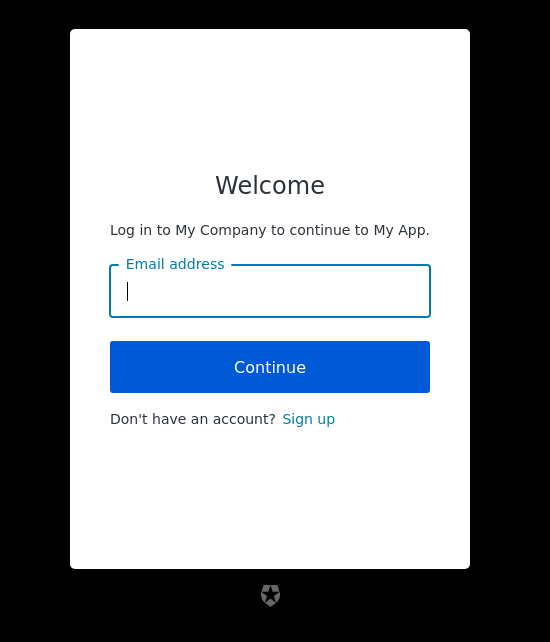 Welcome
Log in to My Company to continue to My App.
Email address
Continue
Don't have an account? Sign up